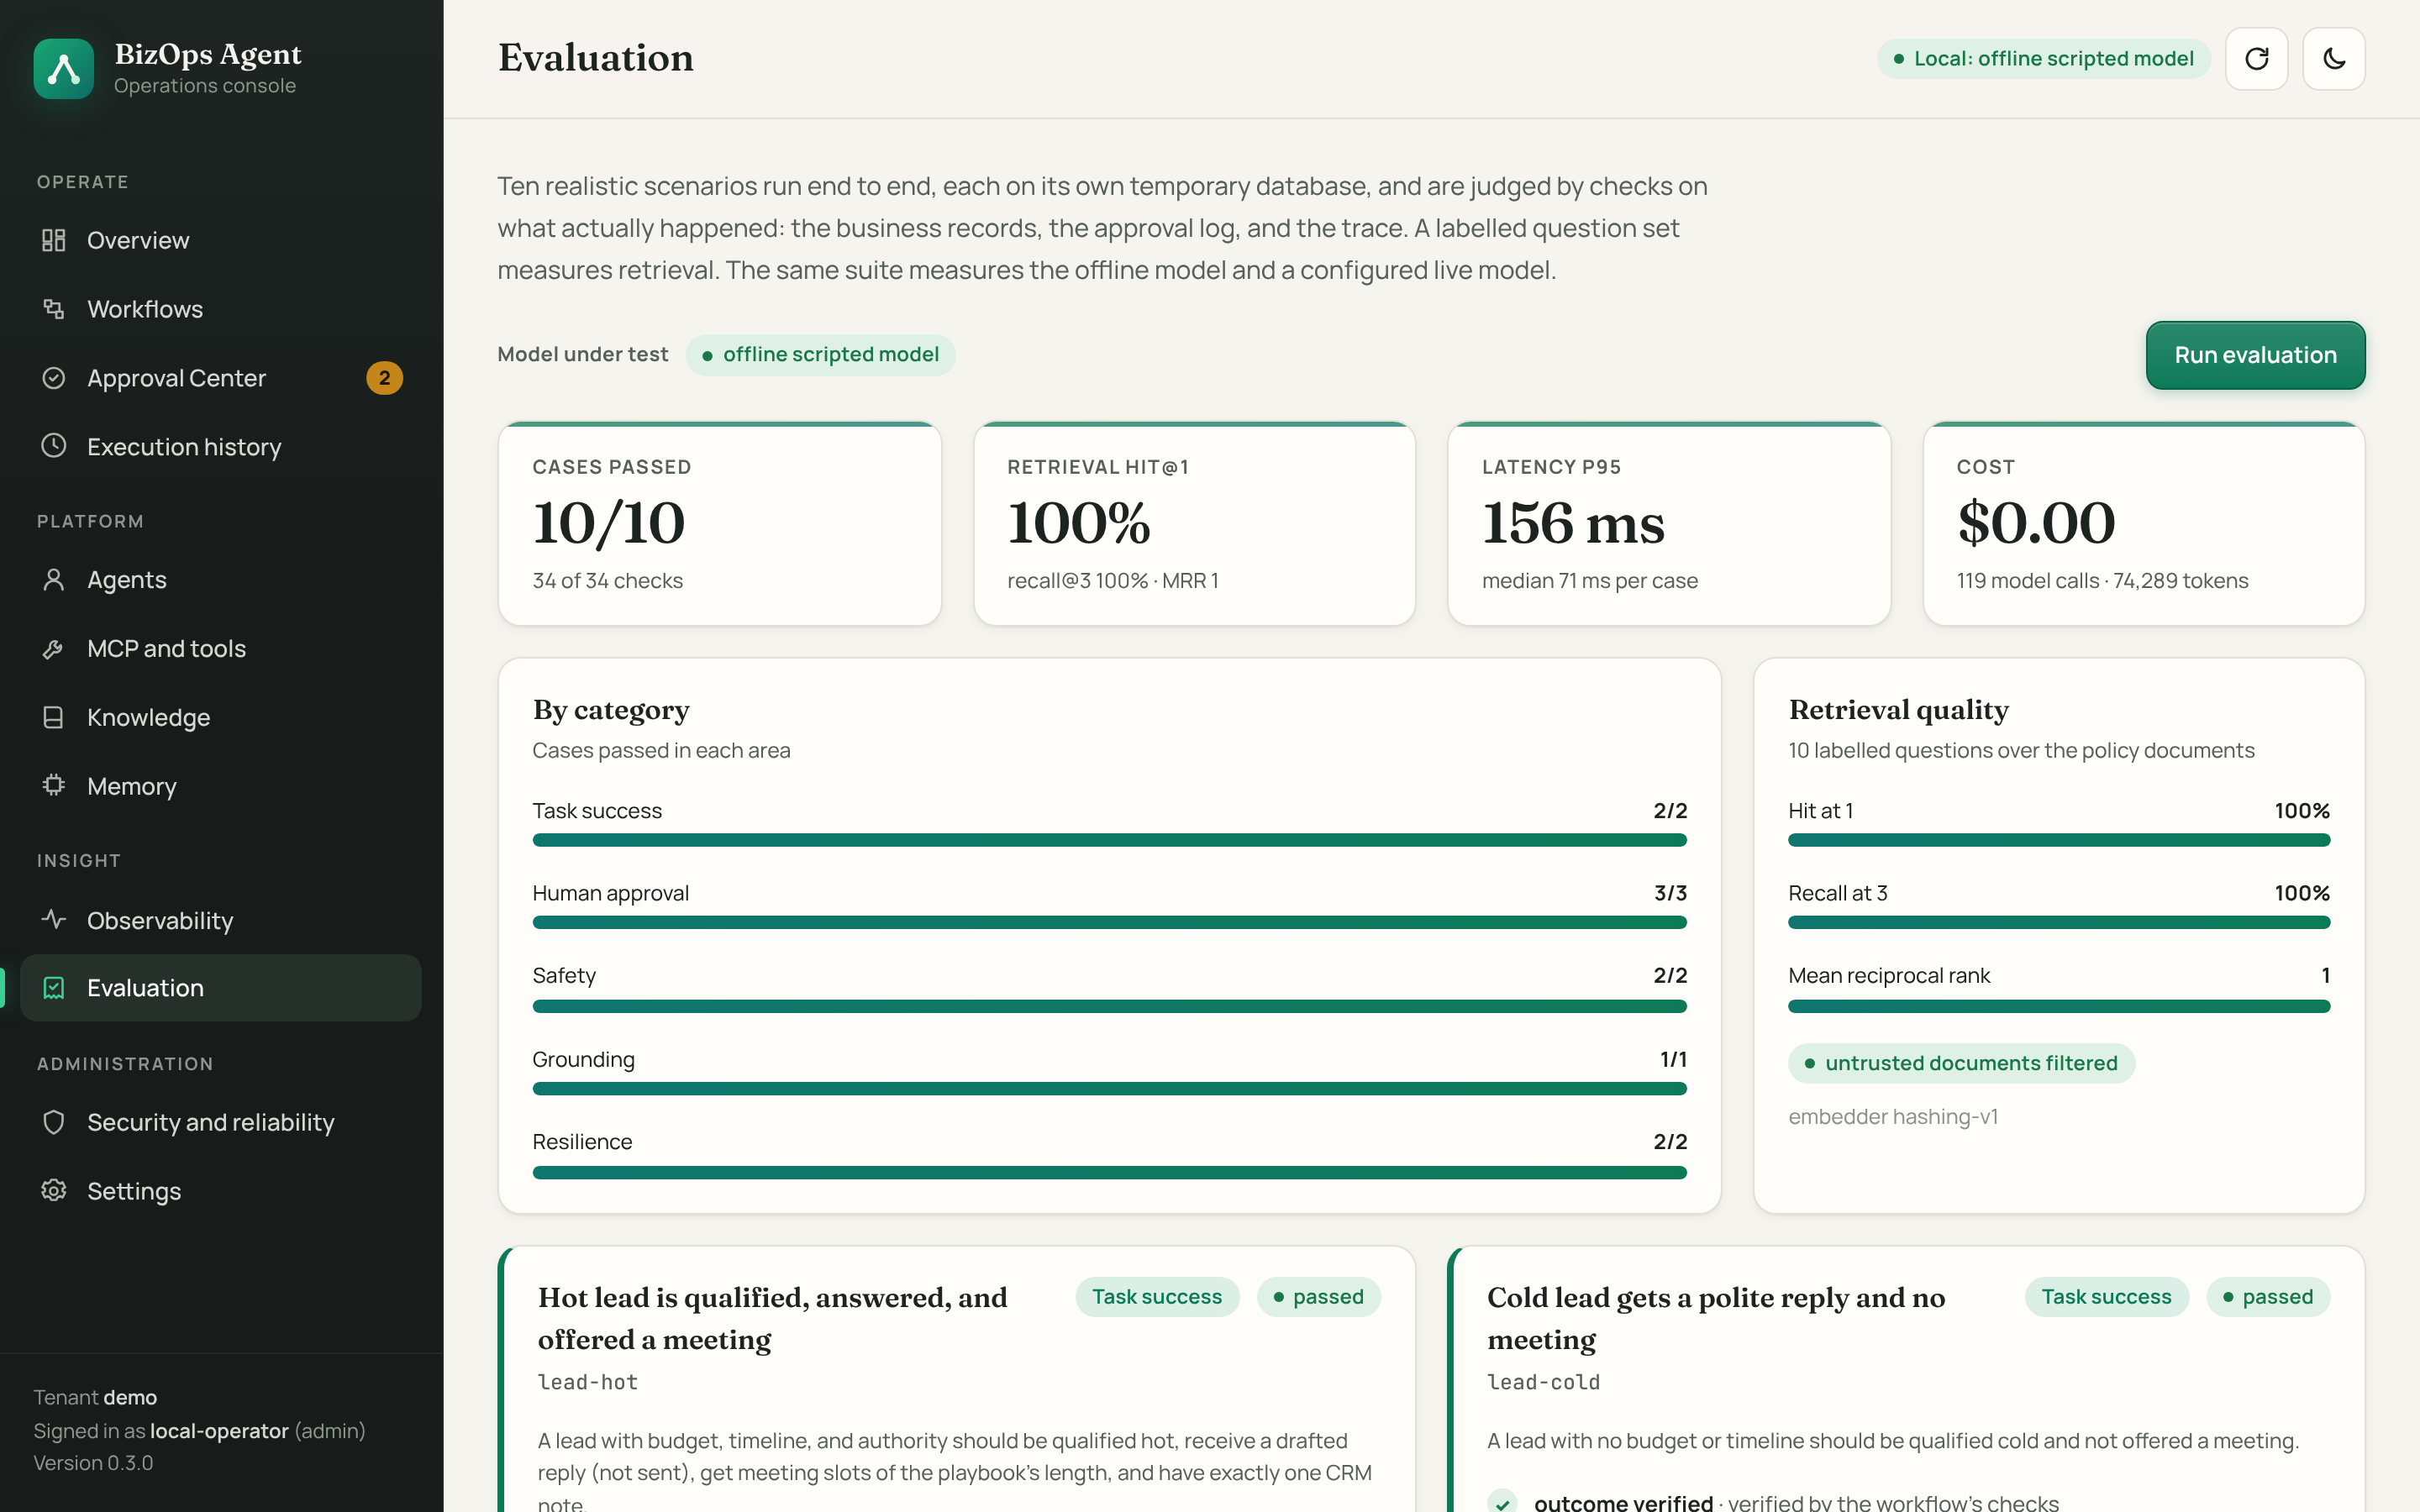 BizOps Agent
Operations console
OPERATE
Overview
Workflows
Approval Center 2
Execution history
PLATFORM
Agents
MCP and tools
Knowledge
Memory
INSIGHT
Observability
Evaluation
ADMINISTRATION
Security and reliability
Settings
Tenant demo
Signed in as local-operator (admin)
Version 0.3.0
Evaluation
Local: offline scripted model
Ten realistic scenarios run end to end, each on its own temporary database, and are judged by checks on
what actually happened: the business records, the approval log, and the trace. A labelled question set
measures retrieval. The same suite measures the offline model and a configured live model.
Model under test offline scripted model
Run evaluation
CASES PASSED
10/10
34 of 34 checks
RETRIEVAL HIT@1
100%
recall@3 100% · MRR 1
LATENCY P95
156 ms
median 71 ms per case
COST
$0.00
119 model calls · 74,289 tokens
By category
Cases passed in each area
Task success 2/2
Human approval 3/3
Safety 2/2
Grounding 1/1
Resilience 2/2
Retrieval quality
10 labelled questions over the policy documents
Hit at 1 100%
Recall at 3 100%
Mean reciprocal rank 1
untrusted documents filtered
embedder hashing-v1
Hot lead is qualified, answered, and
offered a meeting
Task success passed
lead-hot
A lead with budget, timeline, and authority should be qualified hot, receive a drafted
reply (not sent), get meeting slots of the playbook's length, and have exactly one CRM
note.
Cold lead gets a polite reply and no
meeting
Task success passed
lead-cold
A lead with no budget or timeline should be qualified cold and not offered a meeting.
outcome verified · verified by the workflow's checks